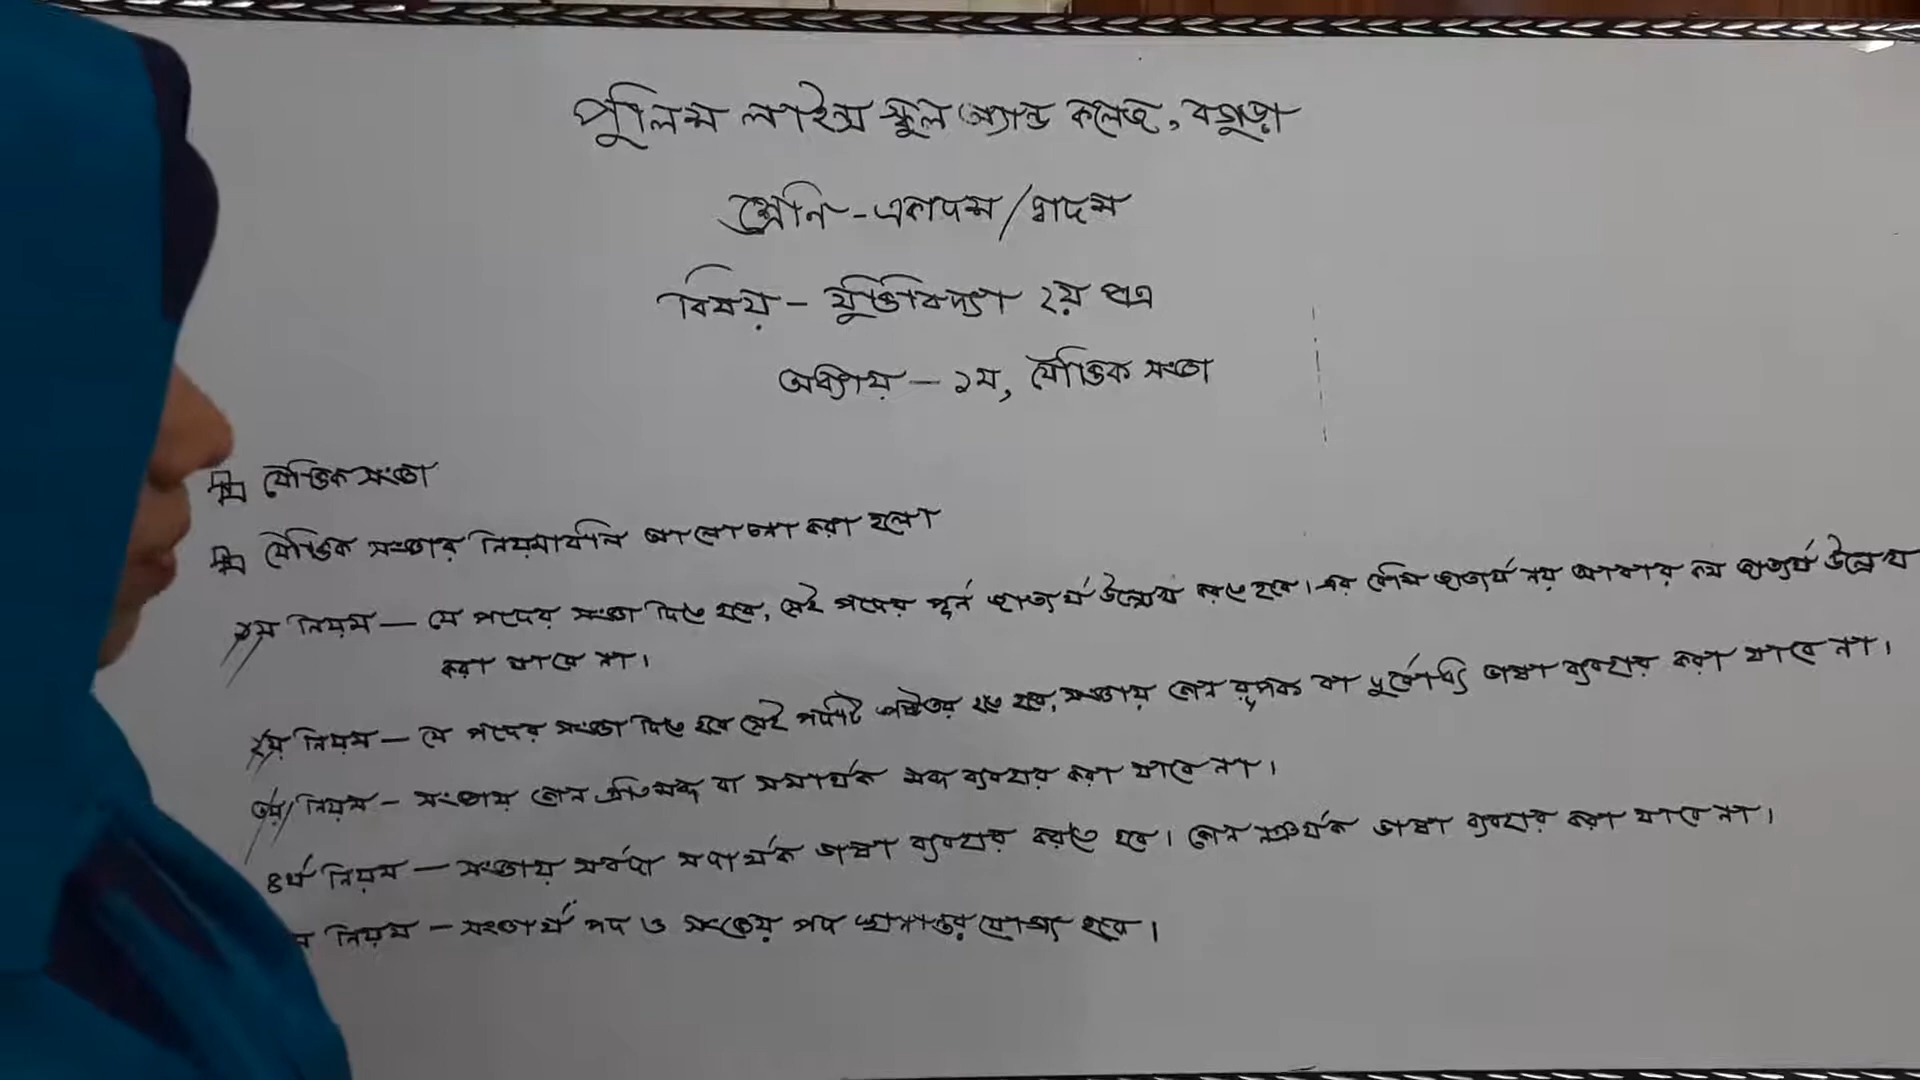 পুলিশ লাইন্স স্কুল অ্যান্ড কলেজ, বগুড়া
শ্রেনি - একাদশ / দ্বাদশ
বিষয় - যুক্তিবিদ্যা ২য় পত্র
অধ্যায় - ১ম, যৌক্তিক সংজ্ঞা
যৌক্তিক সংজ্ঞা
যৌক্তিক সংজ্ঞার নিয়মাবলি আলোচনা করা হলো
১ম নিয়ম - যে পদের সংজ্ঞা দিতে হবে, সেই পদের পূর্ন জাত্যর্থ উল্লেখ করতে হবে। এর বেশি জাত্যর্থ নয় আবার কম জাত্যর্থ উল্লেখ
করা যাবে না।
২য় নিয়ম - যে পদের সংজ্ঞা দিতে হবে সেই পদটি স্পষ্টতর হতে হবে, সংজ্ঞায় কোন রূপক বা দুর্বোধ্যি ভাষা ব্যবহার করা যাবে না।
৩য় নিয়ম - সংজ্ঞায় কোন প্রতিশব্দ বা সমার্থক শব্দ ব্যবহার করা যাবে না।
৪র্থ নিয়ম - সংজ্ঞায় সর্বদা সদর্থক ভাষা ব্যবহার করতে হবে। কোন নঞর্থক ভাষা ব্যবহার করা যাবে না।
নিয়ম - সংজ্ঞার্থ পদ ও সংজ্ঞেয় পদ স্থানান্তর যোগ্য হবে।